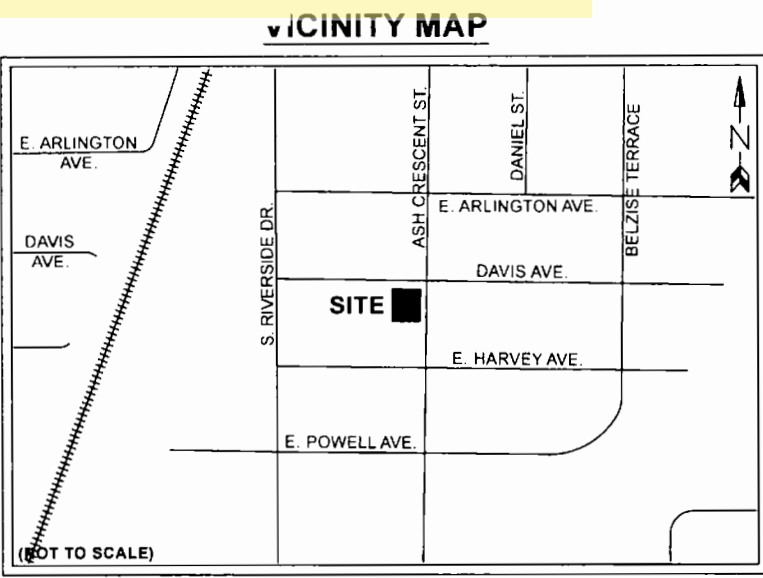 VICINITY MAP
E. ARLINGTON
AVE.
DAVIS
AVE.
S. RIVERSIDE DR.
ASH CRESCENT ST.
DANIEL ST.
BELZISE TERRACE
N
E. ARLINGTON AVE.
DAVIS AVE.
SITE
E. HARVEY AVE.
E. POWELL AVE.
(NOT TO SCALE)